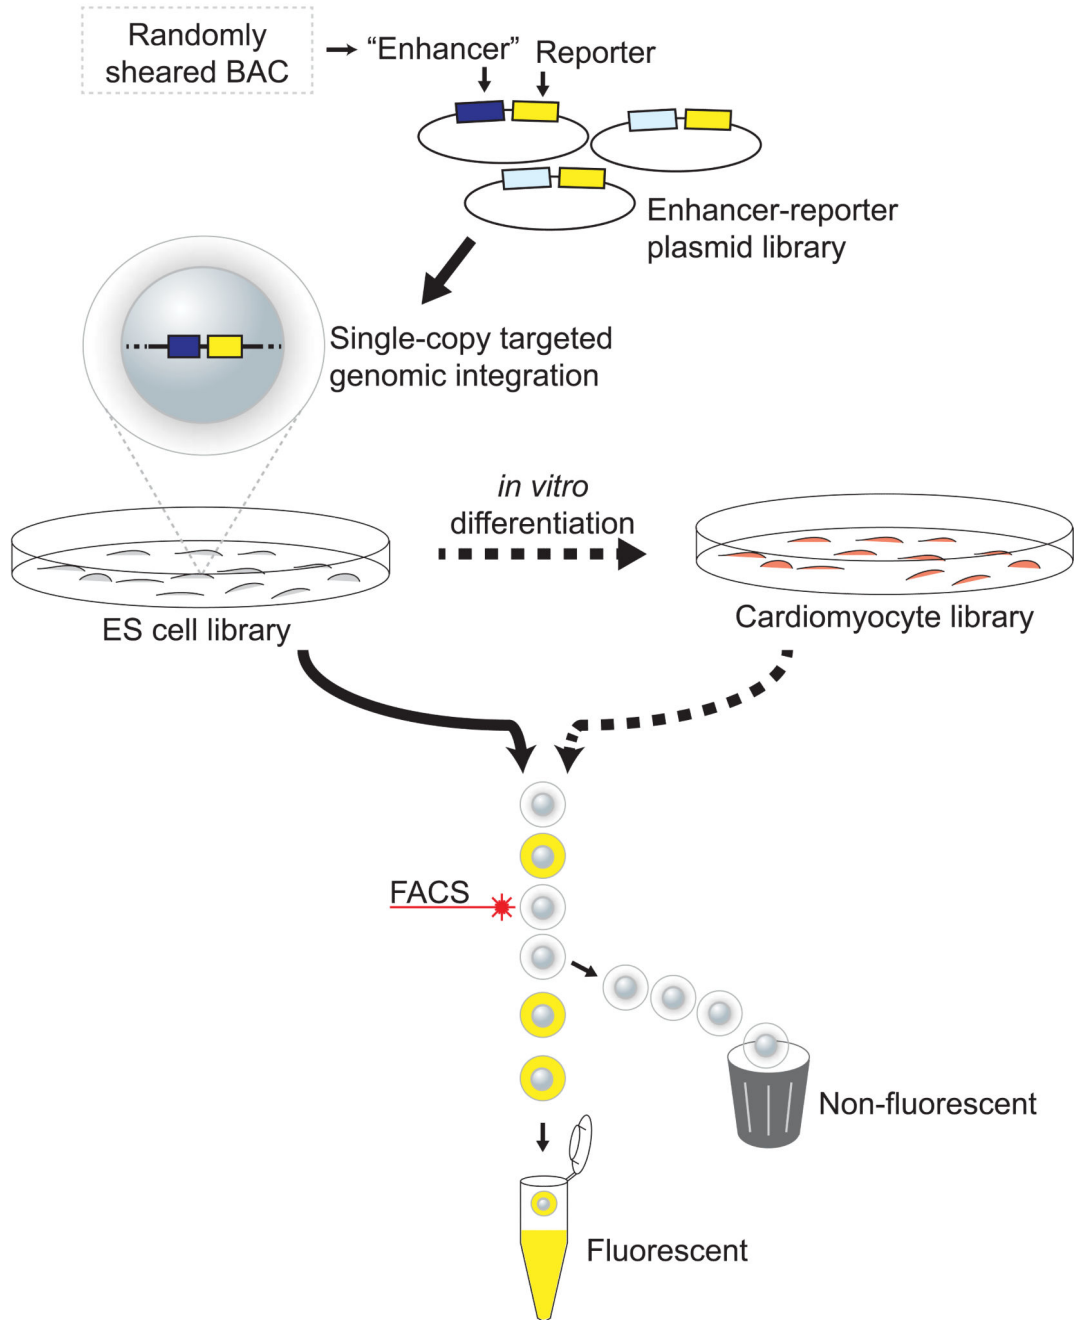 Randomly
sheared BAC
“Enhancer”
Reporter
Enhancer-reporter
plasmid library
Single-copy targeted
genomic integration
in vitro
differentiation
ES cell library
Cardiomyocyte library
FACS
Non-fluorescent
Fluorescent